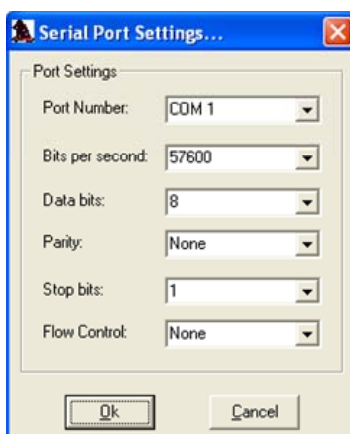 Serial Port Settings...
Port Settings
Port Number: COM 1
Bits per second: 57600
Data bits: 8
Parity: None
Stop bits: 1
Flow Control: None
Ok Cancel